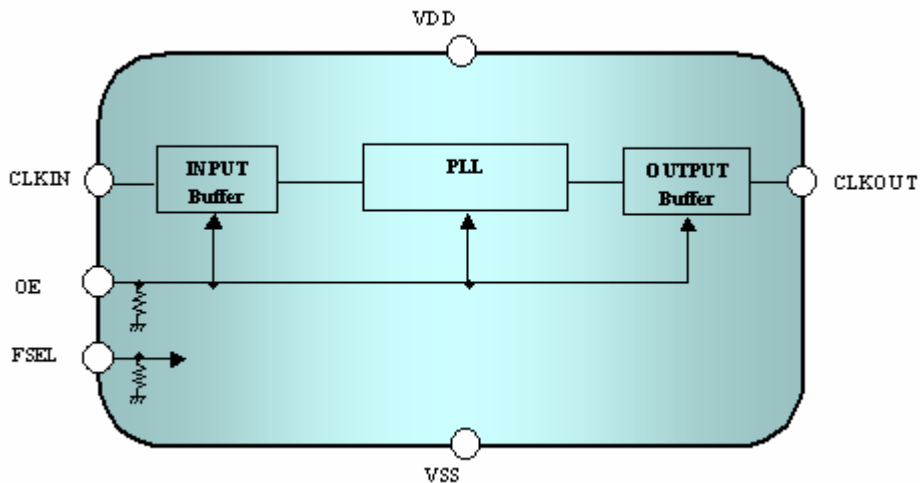 VDD
CLKIN
INPUT
Buffer
PLL
OUTPUT
Buffer
CLKOUT
OE
FSEL
VSS